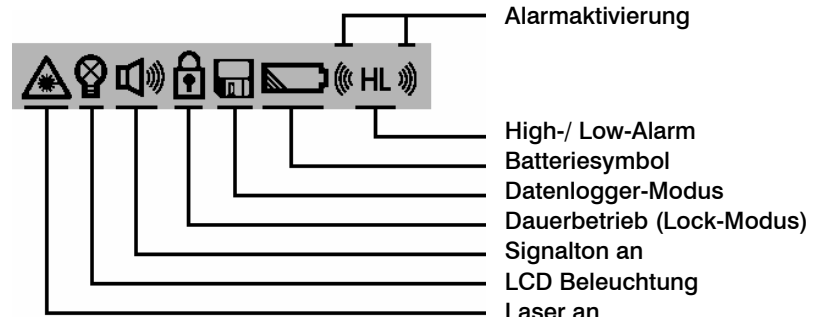 Alarmaktivierung
HL
High-/ Low-Alarm
Batteriesymbol
Datenlogger-Modus
Dauerbetrieb (Lock-Modus)
Signalton an
LCD Beleuchtung
Laser an